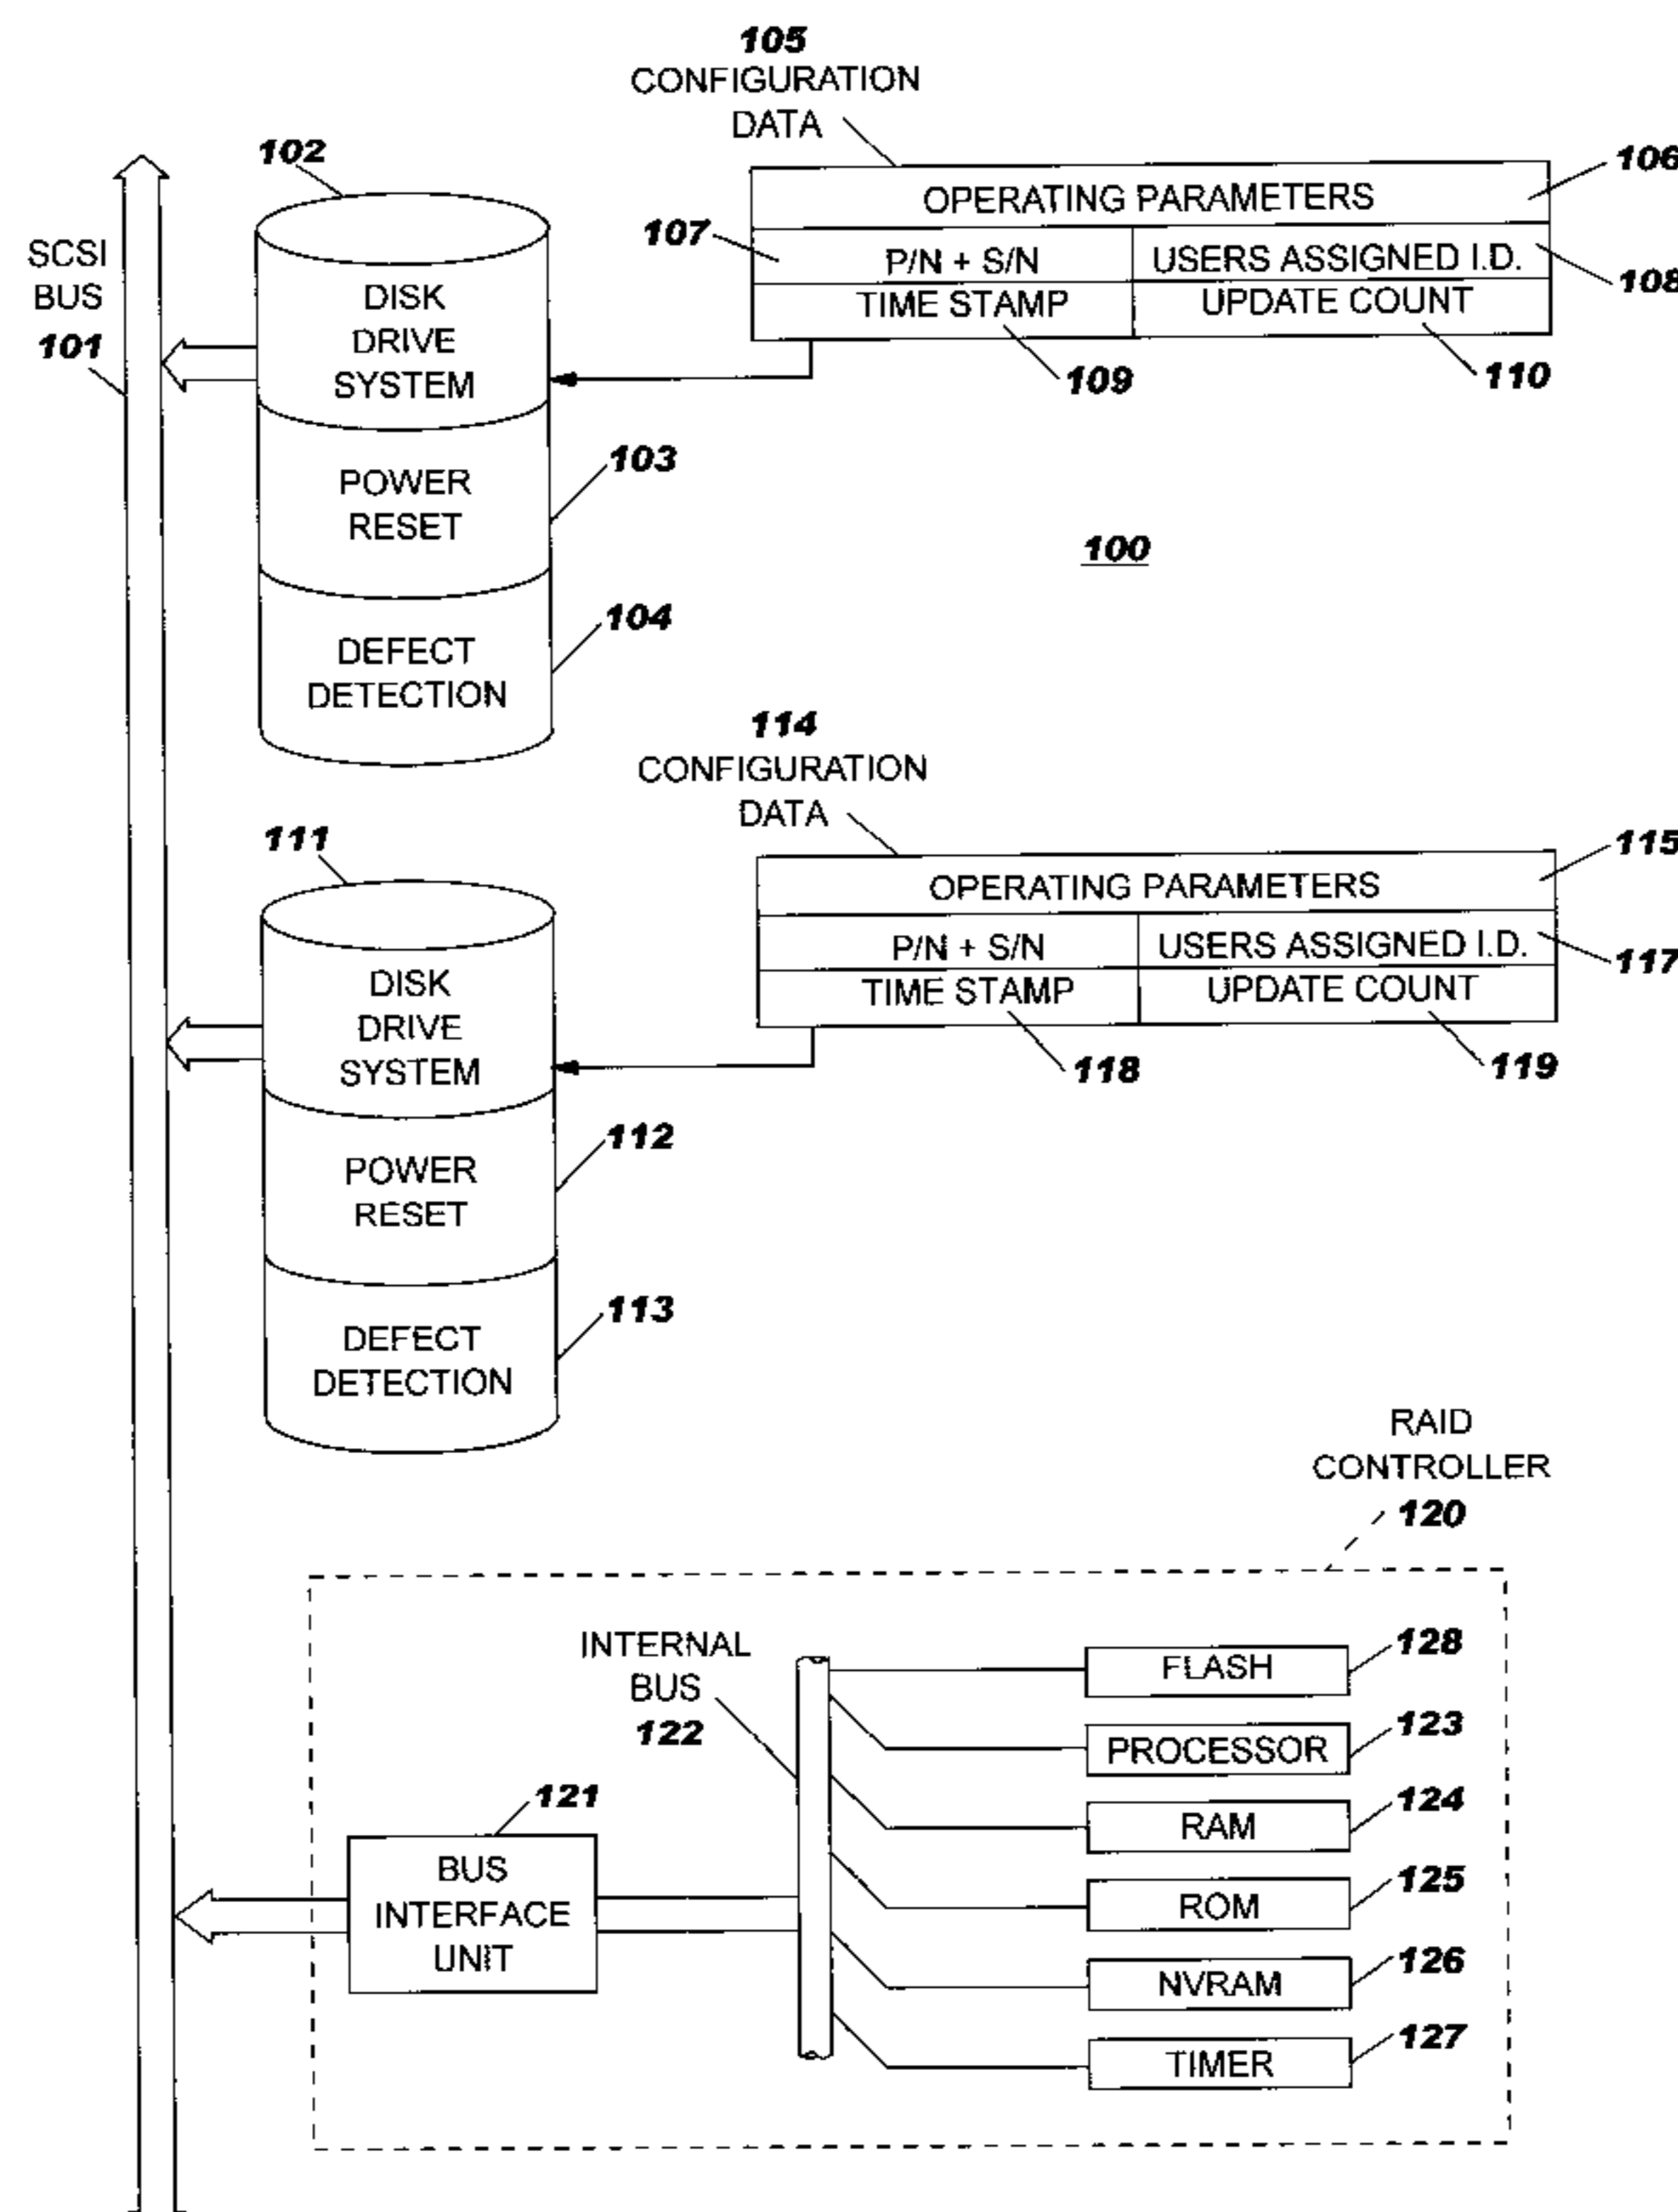 105
CONFIGURATION
DATA
106
OPERATING PARAMETERS
107
P/N + S/N
USERS ASSIGNED I.D.
108
TIME STAMP
UPDATE COUNT
109
110
102
SCSI
BUS
101
DISK
DRIVE
SYSTEM
POWER
RESET
103
DEFECT
DETECTION
104
100
114
CONFIGURATION
DATA
115
OPERATING PARAMETERS
P/N + S/N
USERS ASSIGNED I.D.
117
TIME STAMP
UPDATE COUNT
118
119
111
DISK
DRIVE
SYSTEM
POWER
RESET
112
DEFECT
DETECTION
113
RAID
CONTROLLER
120
INTERNAL
BUS
122
FLASH
128
PROCESSOR
123
RAM
124
ROM
125
NVRAM
126
TIMER
127
121
BUS
INTERFACE
UNIT